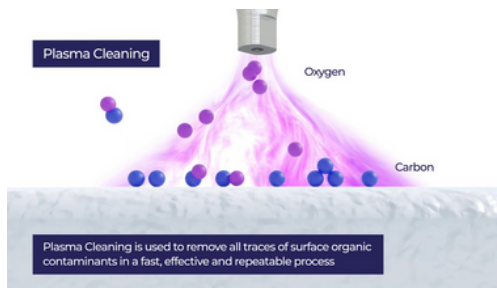 Plasma Cleaning
Oxygen
Carbon
Plasma Cleaning is used to remove all traces of surface organic
contaminants in a fast, effective and repeatable process